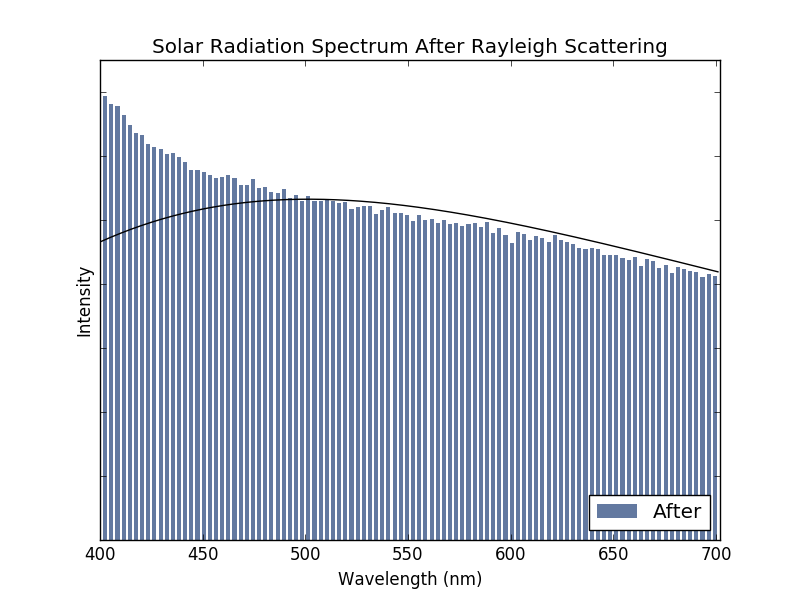 Solar Radiation Spectrum After Rayleigh Scattering
Intensity
After
400 450 500 550 600 650 700
Wavelength (nm)